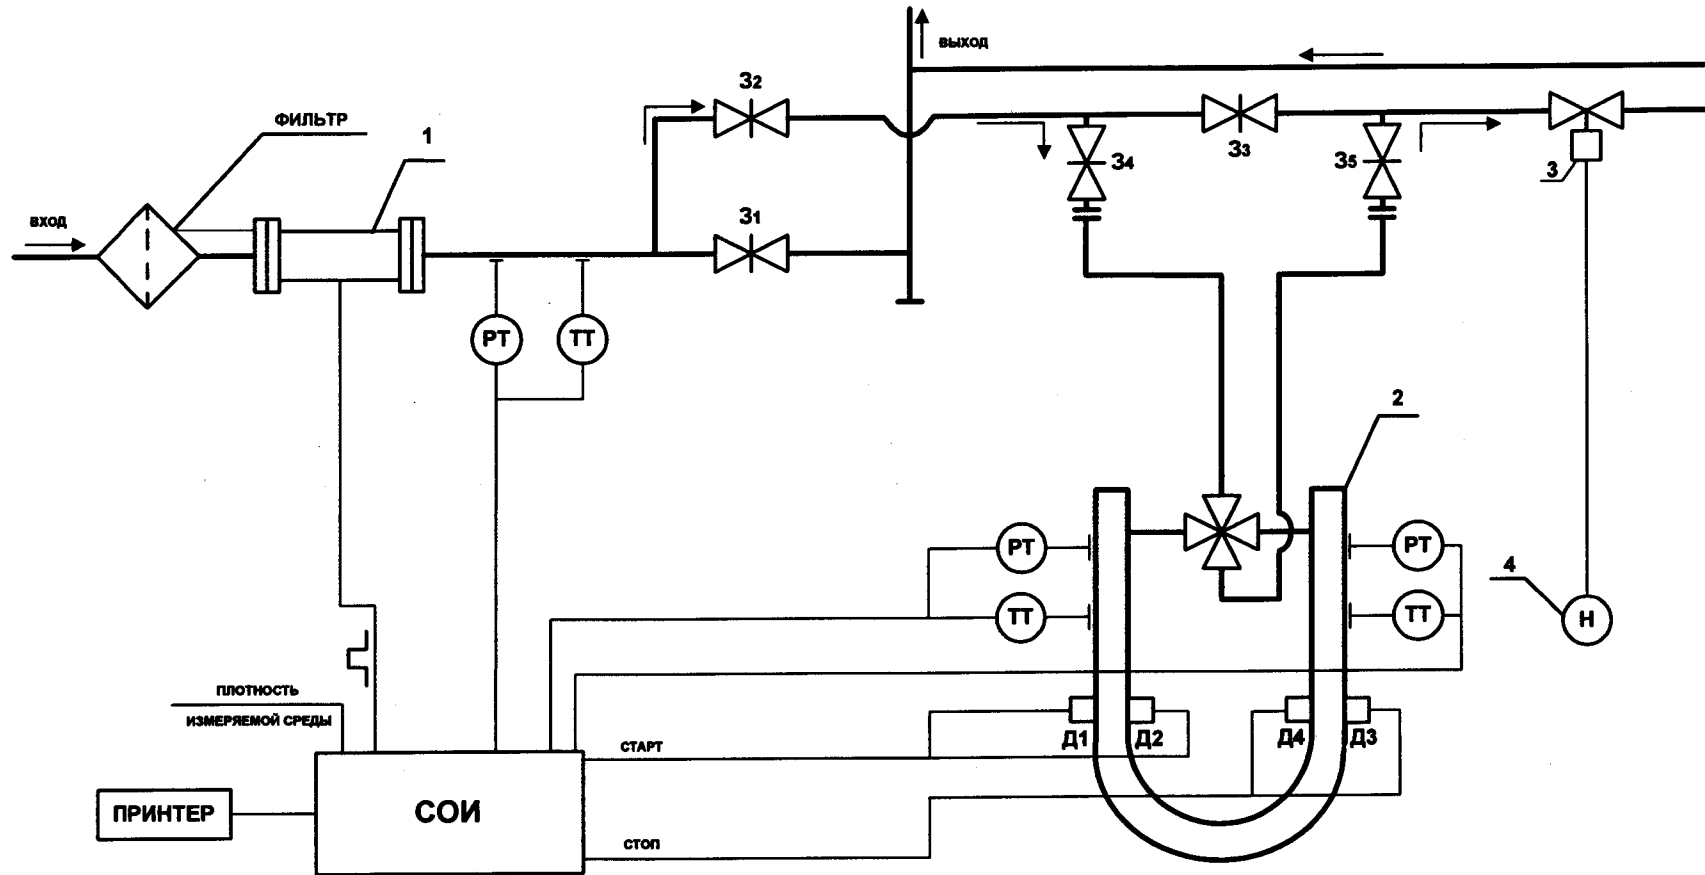 ВЫХОД
З2
ФИЛЬТР
1
З4
З3
З5
3
ВХОД
З1
РТ
ТТ
2
РТ
РТ
4
ТТ
ТТ
Н
ПЛОТНОСТЬ
ИЗМЕРЯЕМОЙ СРЕДЫ
СТАРТ
Д1
Д2
Д4
Д3
ПРИНТЕР
СОИ
СТОП